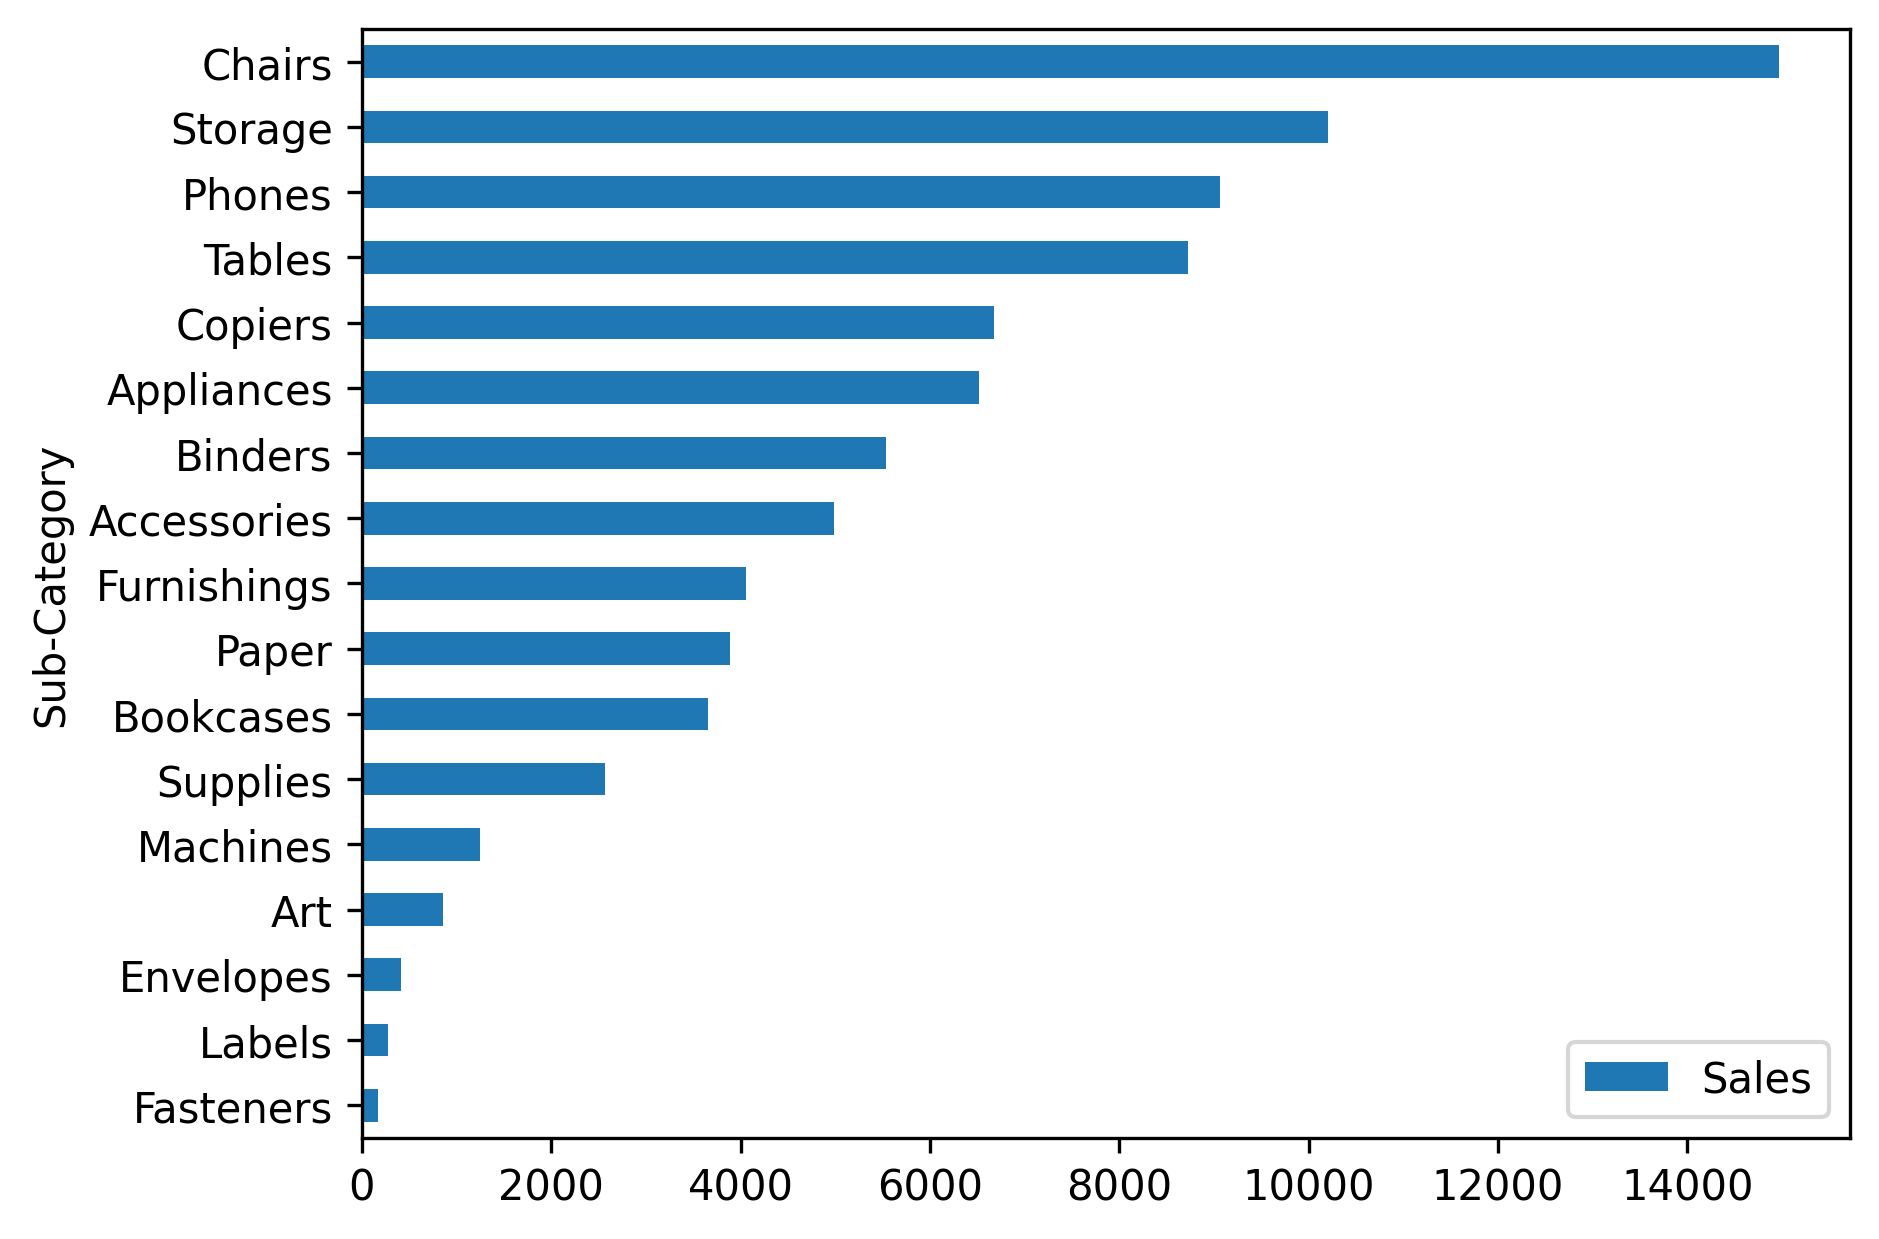 Sub-Category
Chairs
Storage
Phones
Tables
Copiers
Appliances
Binders
Accessories
Furnishings
Paper
Bookcases
Supplies
Machines
Art
Envelopes
Labels
Fasteners
Sales
0 2000 4000 6000 8000 10000 12000 14000